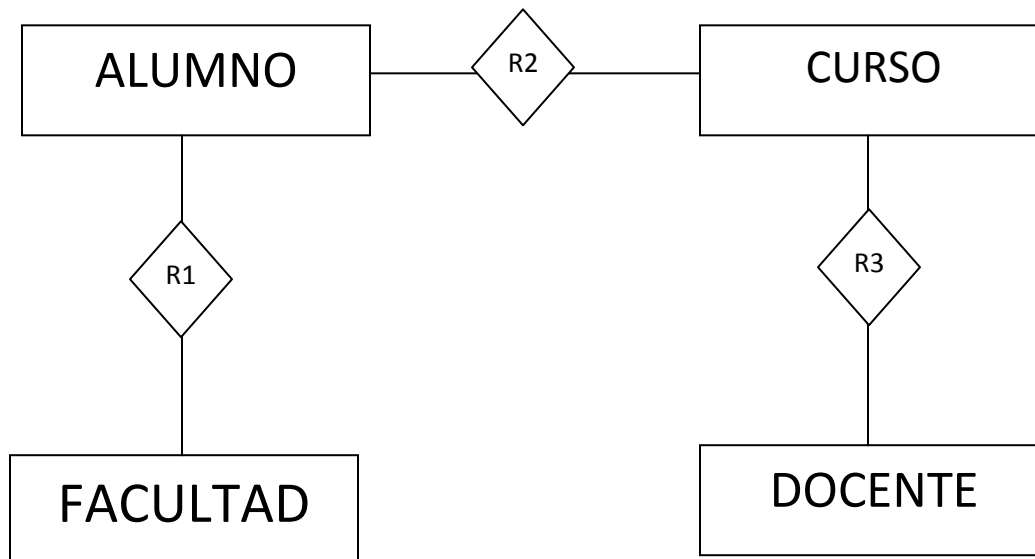 ALUMNO
R2
CURSO
R1
R3
FACULTAD
DOCENTE